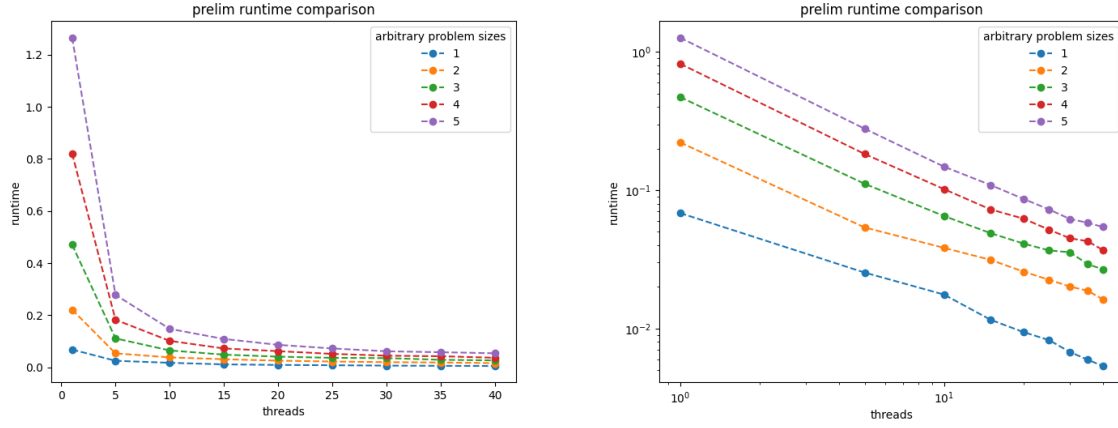 prelim runtime comparison
runtime
1.2
1.0
0.8
0.6
0.4
0.2
0.0
arbitrary problem sizes
1
2
3
4
5
0 5 10 15 20 25 30 35 40
threads
prelim runtime comparison
runtime
10⁰
10⁻¹
10⁻²
arbitrary problem sizes
1
2
3
4
5
10⁰ 10¹
threads